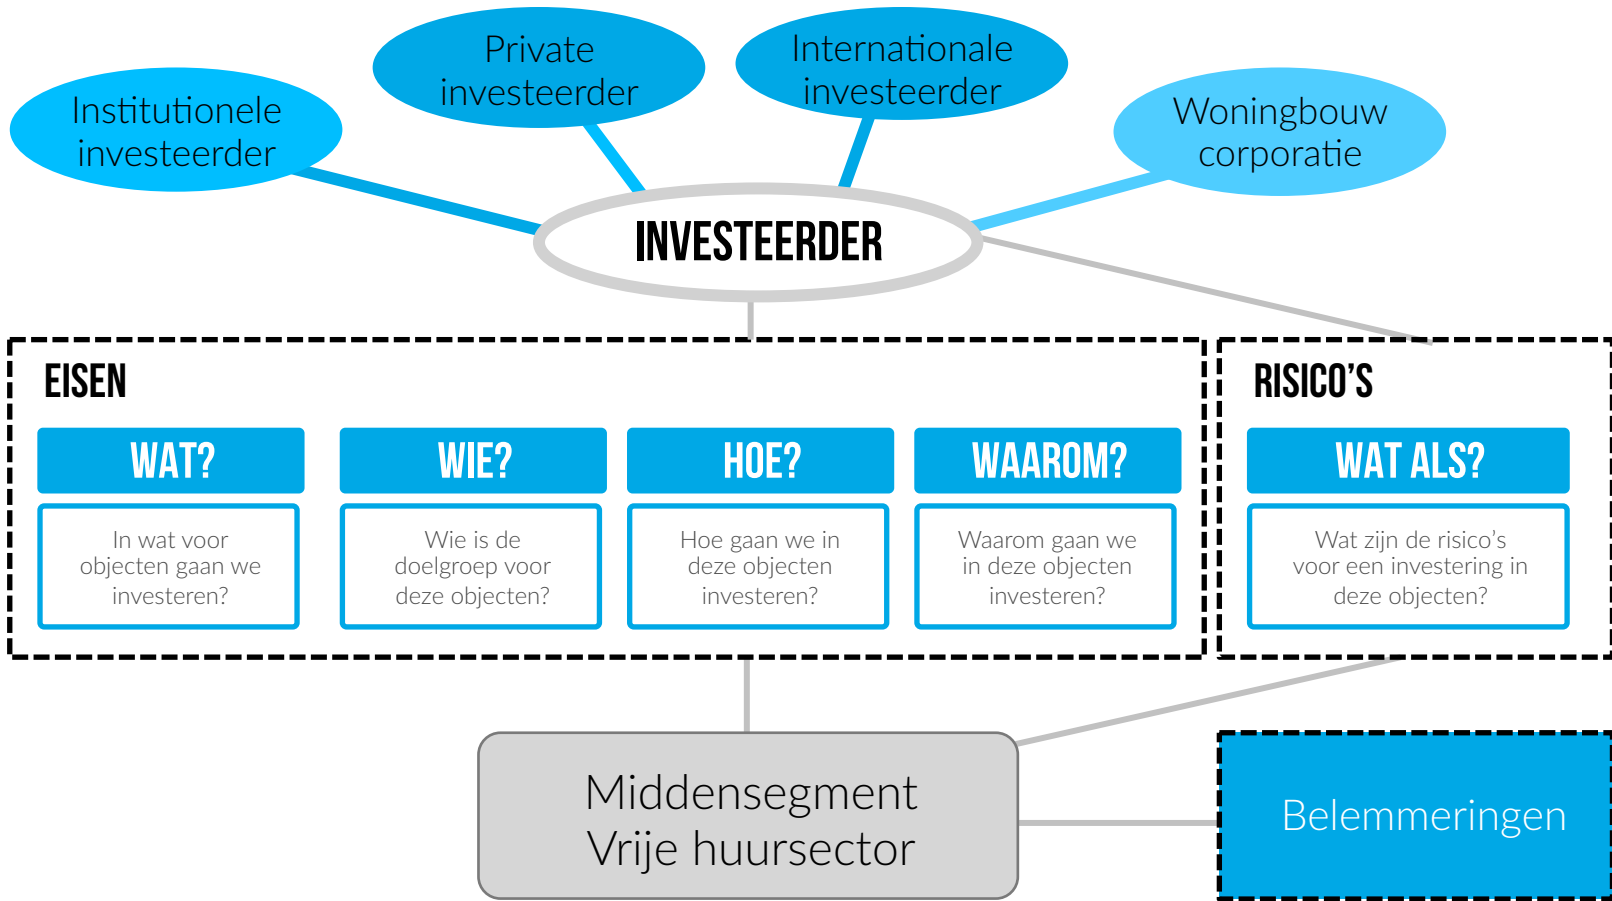 Institutionele
investeerder
Private
investeerder
Internationale
investeerder
Woningbouw
corporatie
INVESTEERDER
EISEN
WAT?
In wat voor
objecten gaan we
investeren?
WIE?
Wie is de
doelgroep voor
deze objecten?
HOE?
Hoe gaan we in
deze objecten
investeren?
WAAROM?
Waarom gaan we
in deze objecten
investeren?
RISICO’S
WAT ALS?
Wat zijn de risico’s
voor een investering in
deze objecten?
Middensegment
Vrije huursector
Belemmeringen